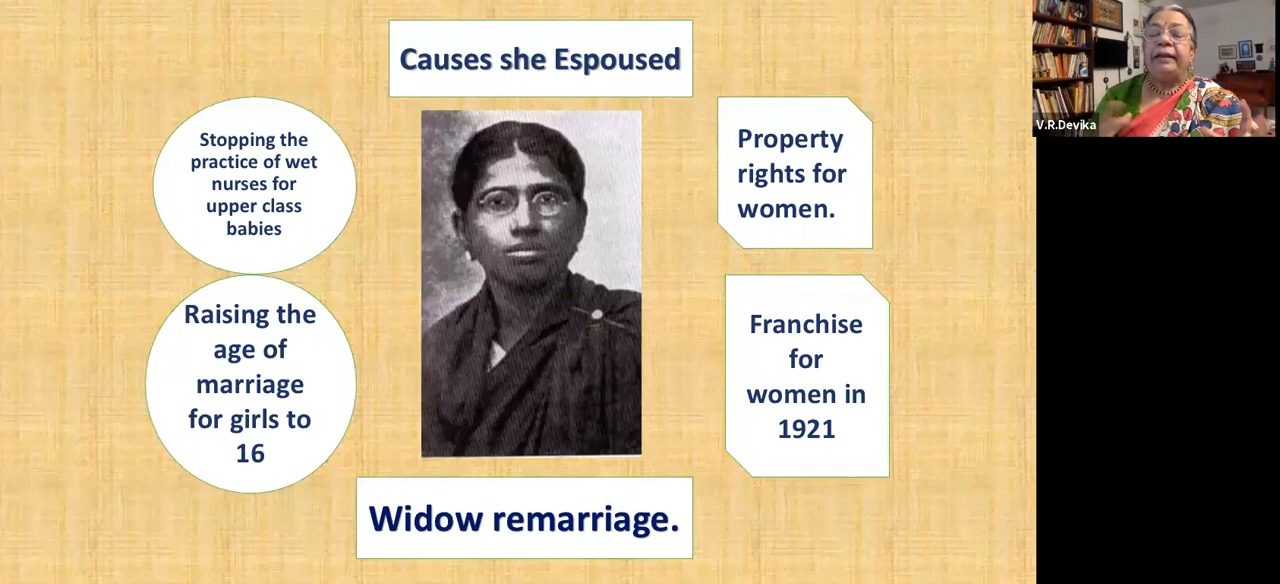 Causes she Espoused
Stopping the
practice of wet
nurses for
upper class
babies
Raising the
age of
marriage
for girls to
16
Property
rights for
women.
Franchise
for
women in
1921
Widow remarriage.
V.R.Devika